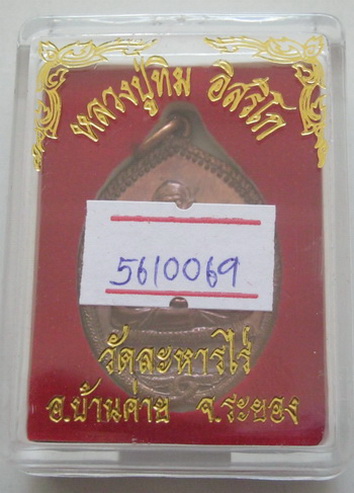 หลวงปู่ทิม อิสริโก
5610069
วัดละหารไร่
อ.บ้านค่าย จ.ระยอง